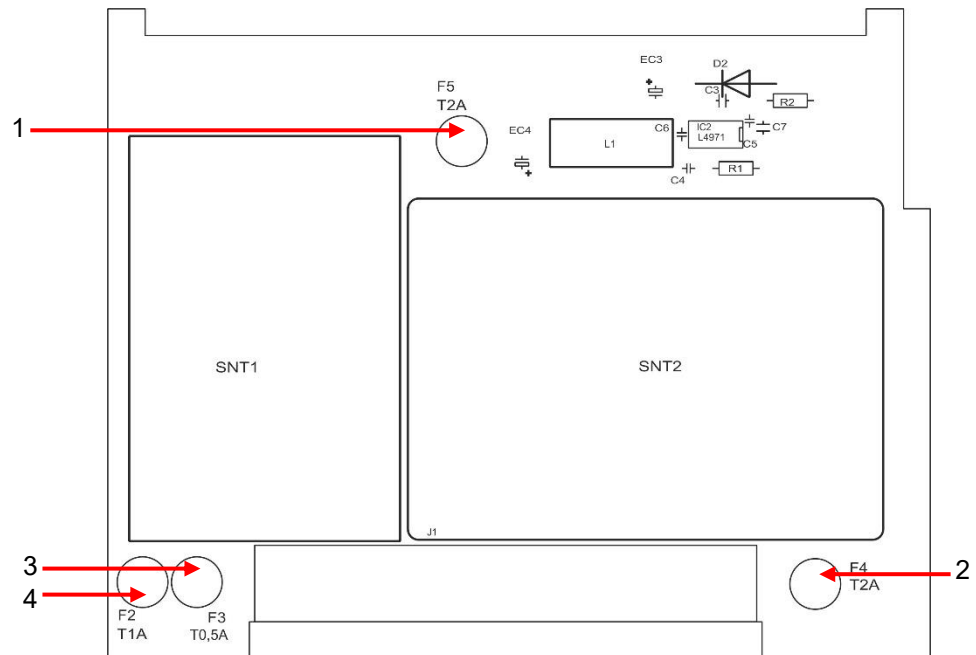 EC3
D2
C3
R2
F5
T2A
1
EC4
L1
C6
IC2
L4971
C5
C7
C4
R1
SNT1
SNT2
J1
3
4
F2
T1A
F3
T0,5A
F4
T2A
2